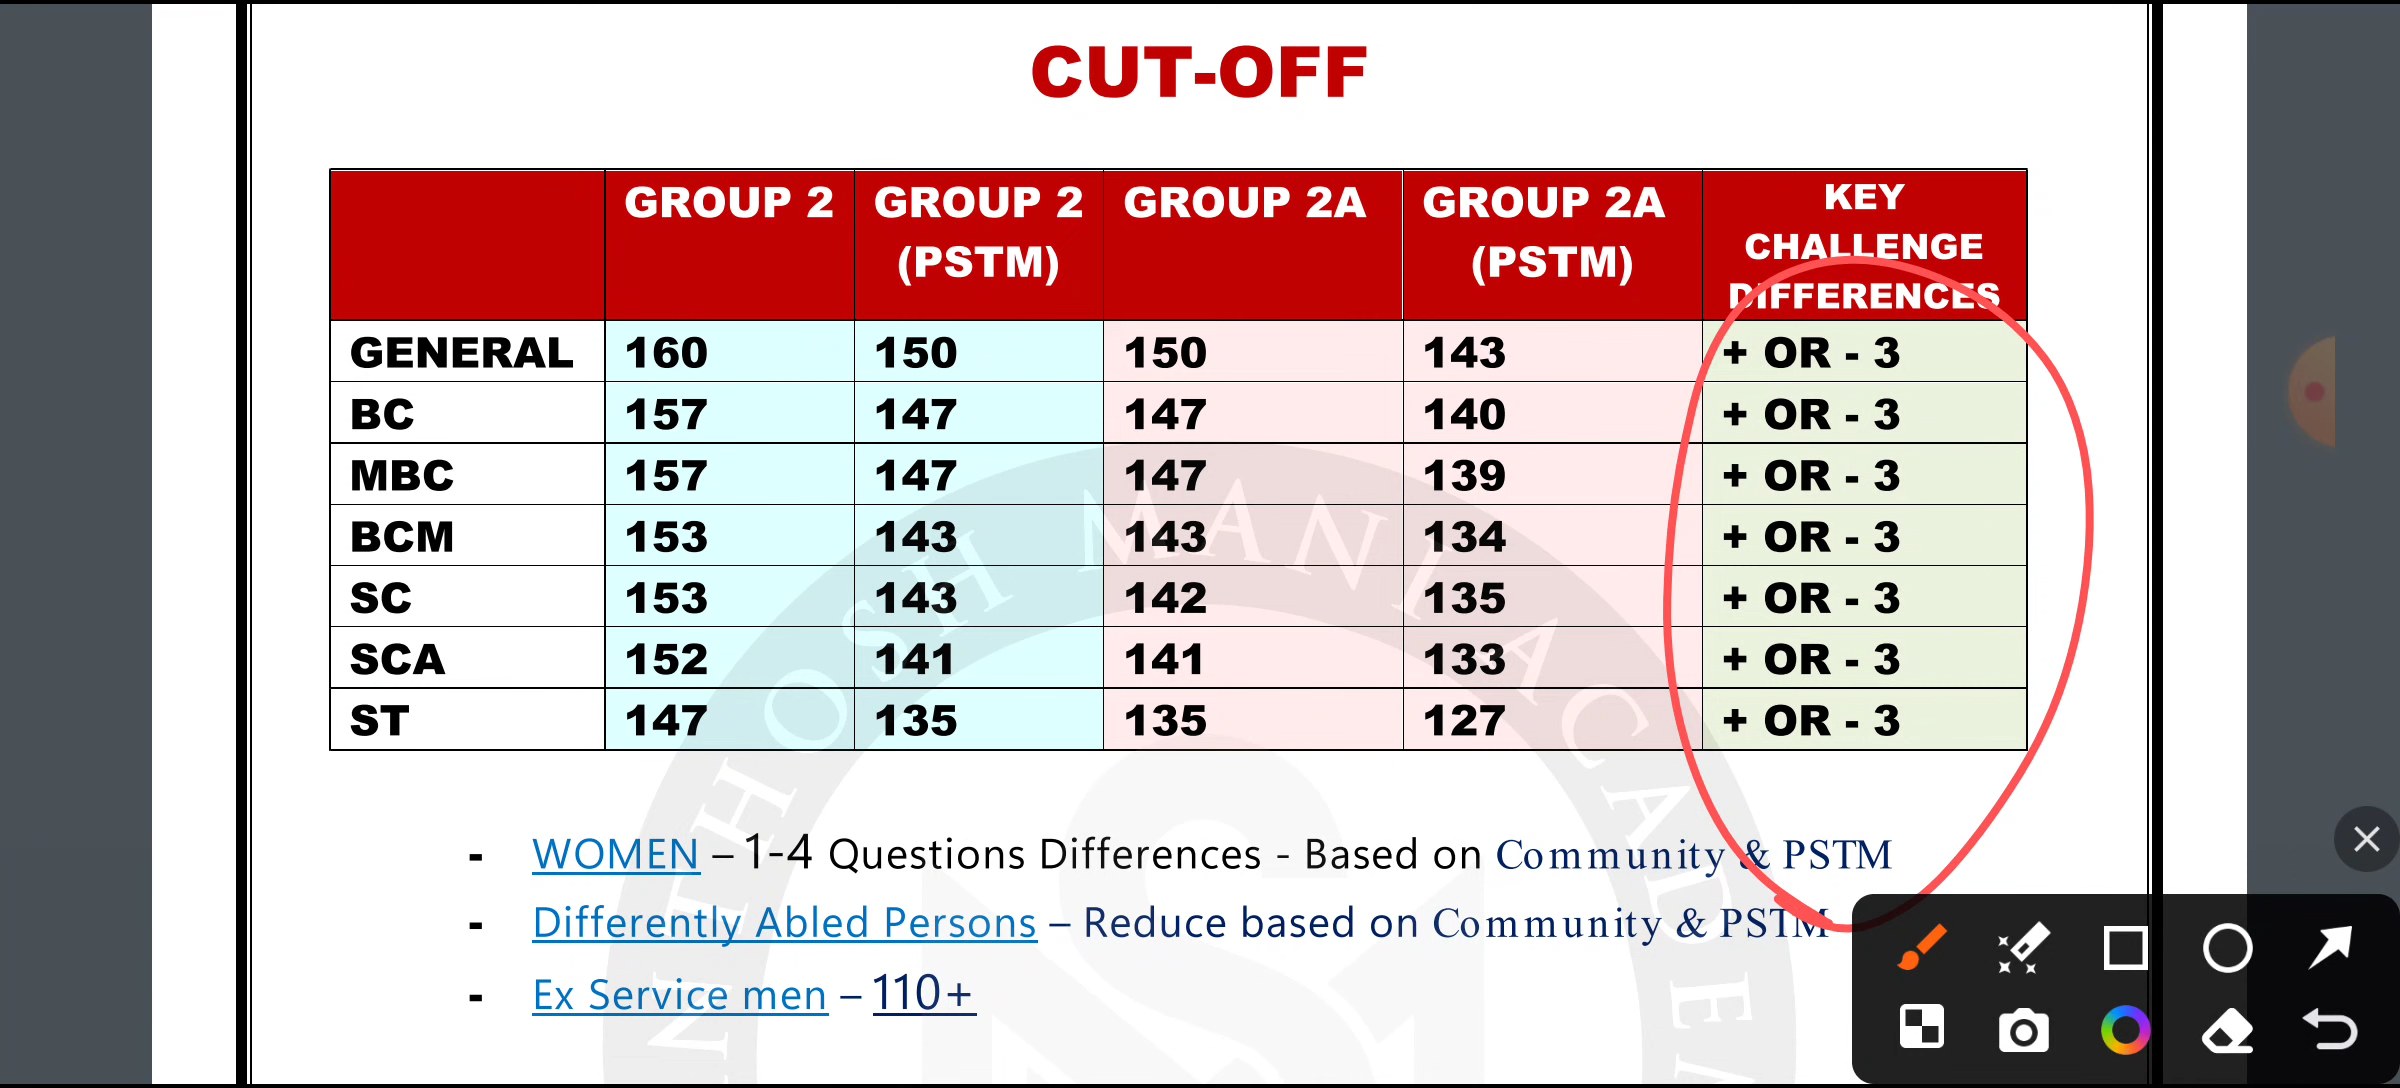 CUT-OFF
GROUP 2 GROUP 2 (PSTM) GROUP 2A GROUP 2A (PSTM) KEY CHALLENGE DIFFERENCES
GENERAL 160 150 150 143 + OR - 3
BC 157 147 147 140 + OR - 3
MBC 157 147 147 139 + OR - 3
BCM 153 143 143 134 + OR - 3
SC 153 143 142 135 + OR - 3
SCA 152 141 141 133 + OR - 3
ST 147 135 135 127 + OR - 3
- WOMEN – 1-4 Questions Differences - Based on Community & PSTM
- Differently Abled Persons – Reduce based on Community & PSTM
- Ex Service men – 110+
NTHOSH MANI ACADEM